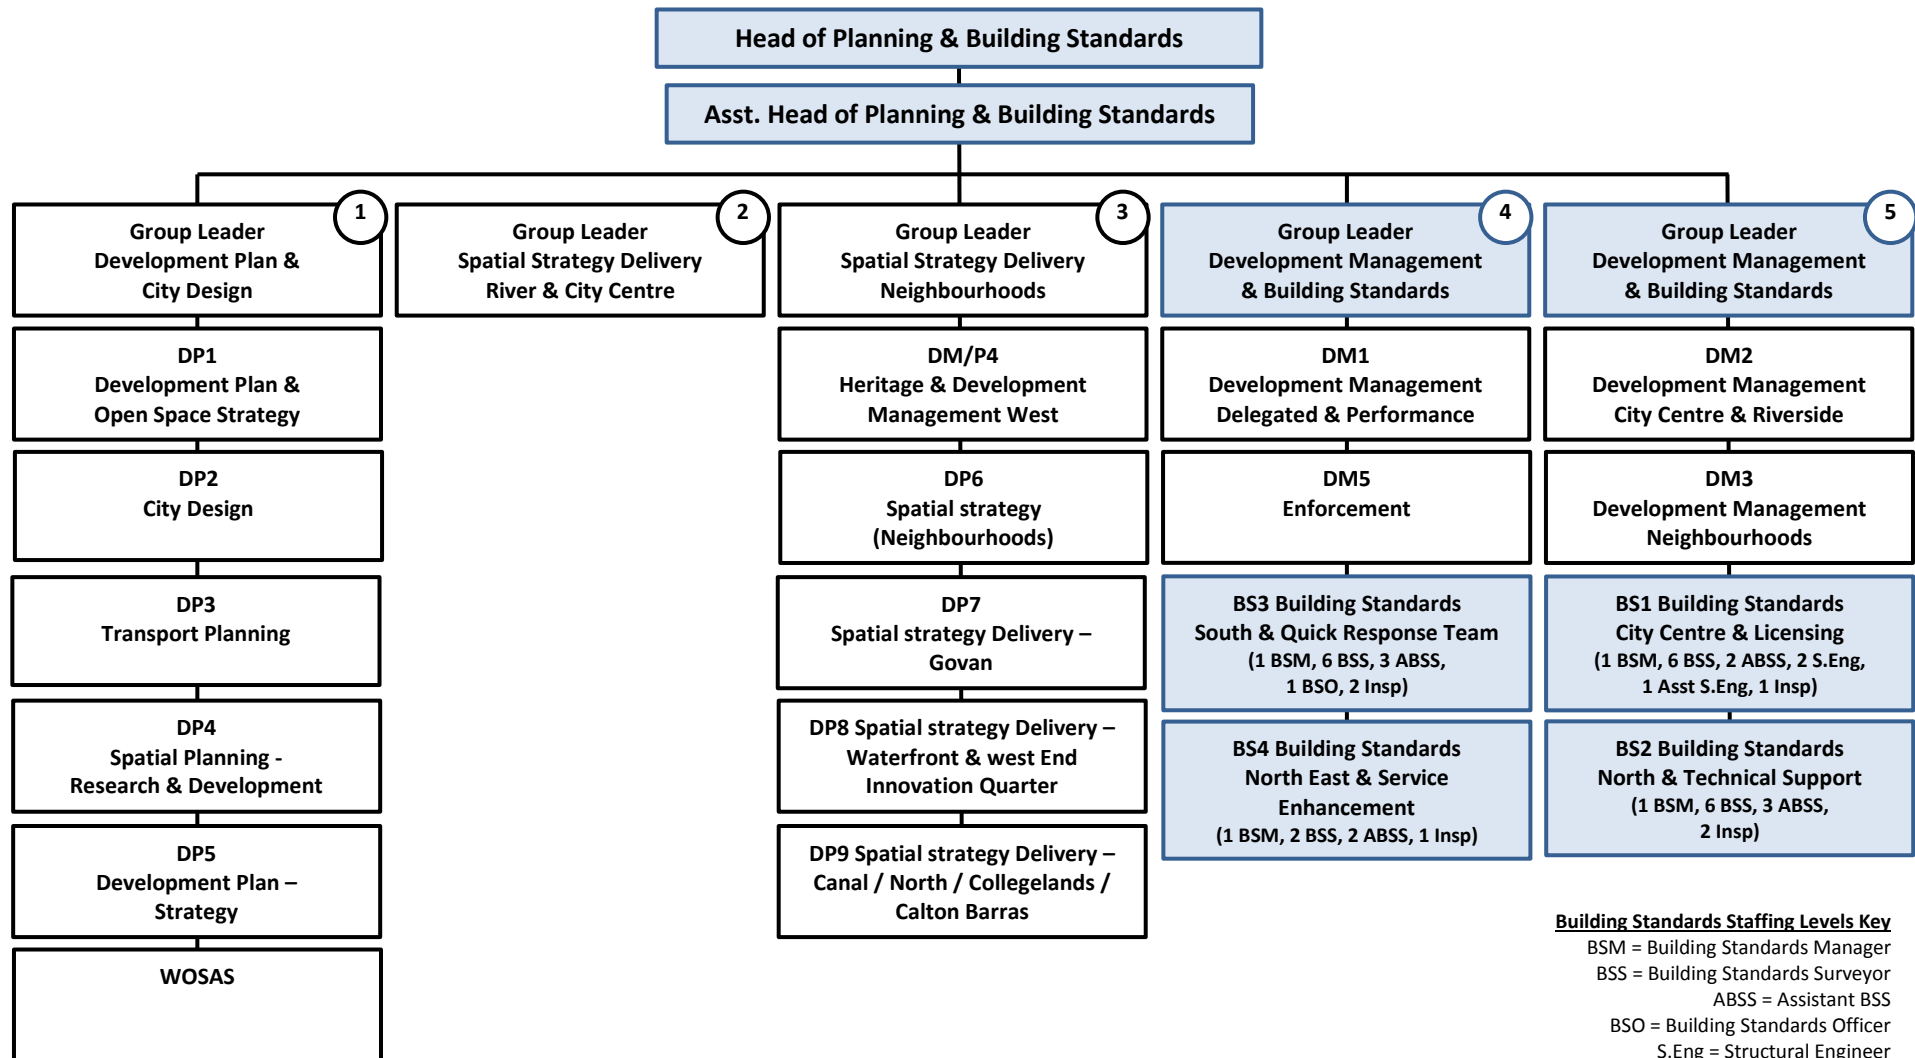 Head of Planning & Building Standards
Asst. Head of Planning & Building Standards
1
Group Leader
Development Plan &
City Design
DP1
Development Plan &
Open Space Strategy
DP2
City Design
DP3
Transport Planning
DP4
Spatial Planning -
Research & Development
DP5
Development Plan –
Strategy
WOSAS
2
Group Leader
Spatial Strategy Delivery
River & City Centre
3
Group Leader
Spatial Strategy Delivery
Neighbourhoods
DM/P4
Heritage & Development
Management West
DP6
Spatial strategy
(Neighbourhoods)
DP7
Spatial strategy Delivery –
Govan
DP8 Spatial strategy Delivery –
Waterfront & west End
Innovation Quarter
DP9 Spatial strategy Delivery –
Canal / North / Collegelands /
Calton Barras
4
Group Leader
Development Management
& Building Standards
DM1
Development Management
Delegated & Performance
DM5
Enforcement
BS3 Building Standards
South & Quick Response Team
(1 BSM, 6 BSS, 3 ABSS,
1 BSO, 2 Insp)
BS4 Building Standards
North East & Service
Enhancement
(1 BSM, 2 BSS, 2 ABSS, 1 Insp)
5
Group Leader
Development Management
& Building Standards
DM2
Development Management
City Centre & Riverside
DM3
Development Management
Neighbourhoods
BS1 Building Standards
City Centre & Licensing
(1 BSM, 6 BSS, 2 ABSS, 2 S.Eng,
1 Asst S.Eng, 1 Insp)
BS2 Building Standards
North & Technical Support
(1 BSM, 6 BSS, 3 ABSS,
2 Insp)
Building Standards Staffing Levels Key
BSM = Building Standards Manager
BSS = Building Standards Surveyor
ABSS = Assistant BSS
BSO = Building Standards Officer
S.Eng = Structural Engineer